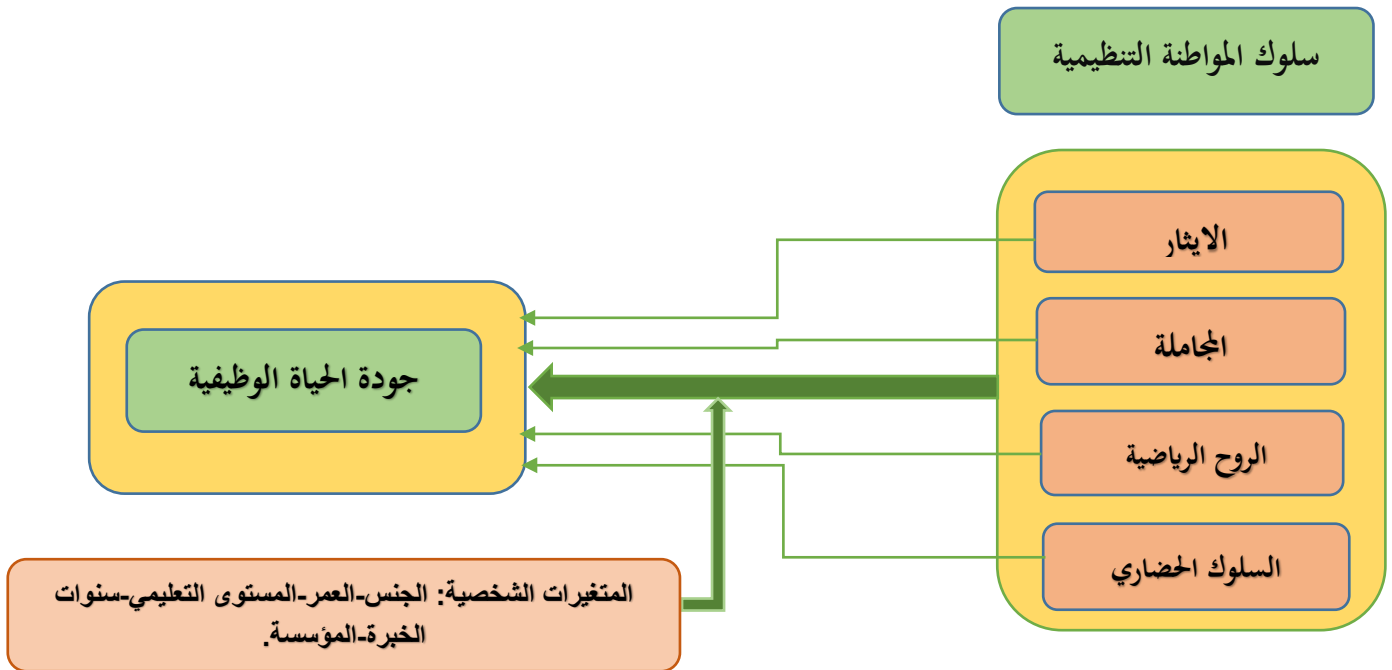 سلوك المواطنة التنظيمية
الايثار
المجاملة
الروح الرياضية
السلوك الحضاري
جودة الحياة الوظيفية
المتغيرات الشخصية: الجنس-العمر-المستوى التعليمي-سنوات
الخبرة-المؤسسة.